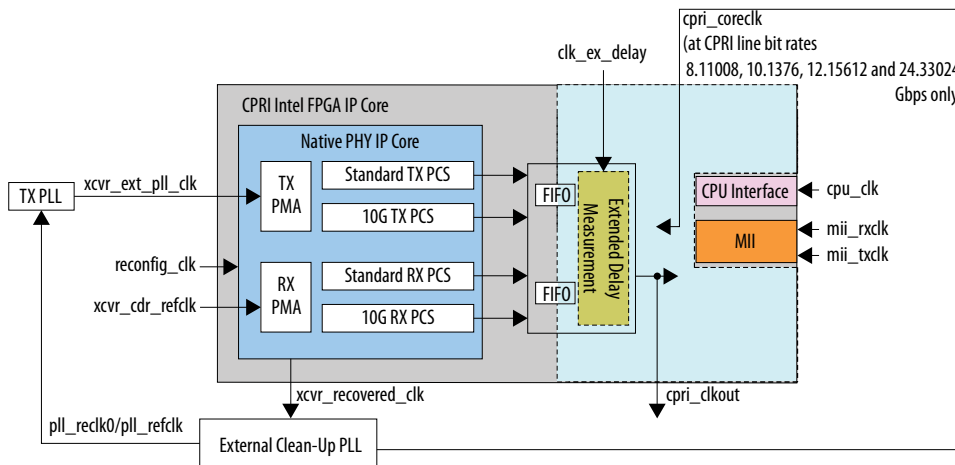 cpri_coreclk
(at CPRI line bit rates
8.11008, 10.1376, 12.15612 and 24.33024
Gbps only
clk_ex_delay
CPRI Intel FPGA IP Core
Native PHY IP Core
TX PLL
xcvr_ext_pll_clk
TX
PMA
Standard TX PCS
10G TX PCS
FIFO
Extended Delay
Measurement
CPU Interface
cpu_clk
MII
mii_rxclk
mii_txclk
reconfig_clk
xcvr_cdr_refclk
RX
PMA
Standard RX PCS
10G RX PCS
FIFO
xcvr_recovered_clk
cpri_clkout
pll_reclk0/pll_refclk
External Clean-Up PLL